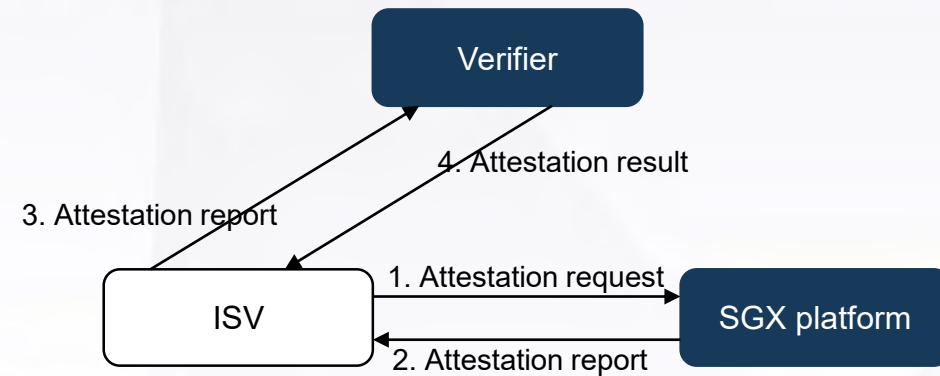 Verifier
4. Attestation result
3. Attestation report
1. Attestation request
ISV
SGX platform
2. Attestation report